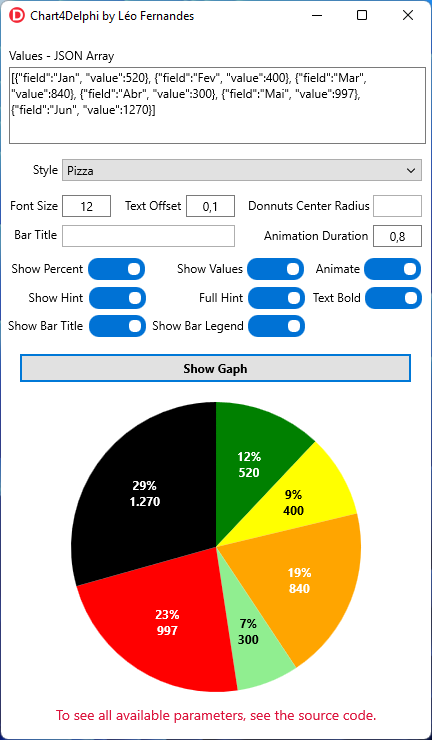 Chart4Delphi by Léo Fernandes
Values - JSON Array
[{"field":"Jan", "value":520}, {"field":"Fev", "value":400}, {"field":"Mar",
"value":840}, {"field":"Abr", "value":300}, {"field":"Mai", "value":997},
{"field":"Jun", "value":1270}]
Style Pizza
Font Size 12 Text Offset 0,1 Donnuts Center Radius
Bar Title Animation Duration 0,8
Show Percent Show Values Animate
Show Hint Full Hint Text Bold
Show Bar Title Show Bar Legend
Show Gaph
12%
520
9%
400
19%
840
7%
300
23%
997
29%
1.270
To see all available parameters, see the source code.